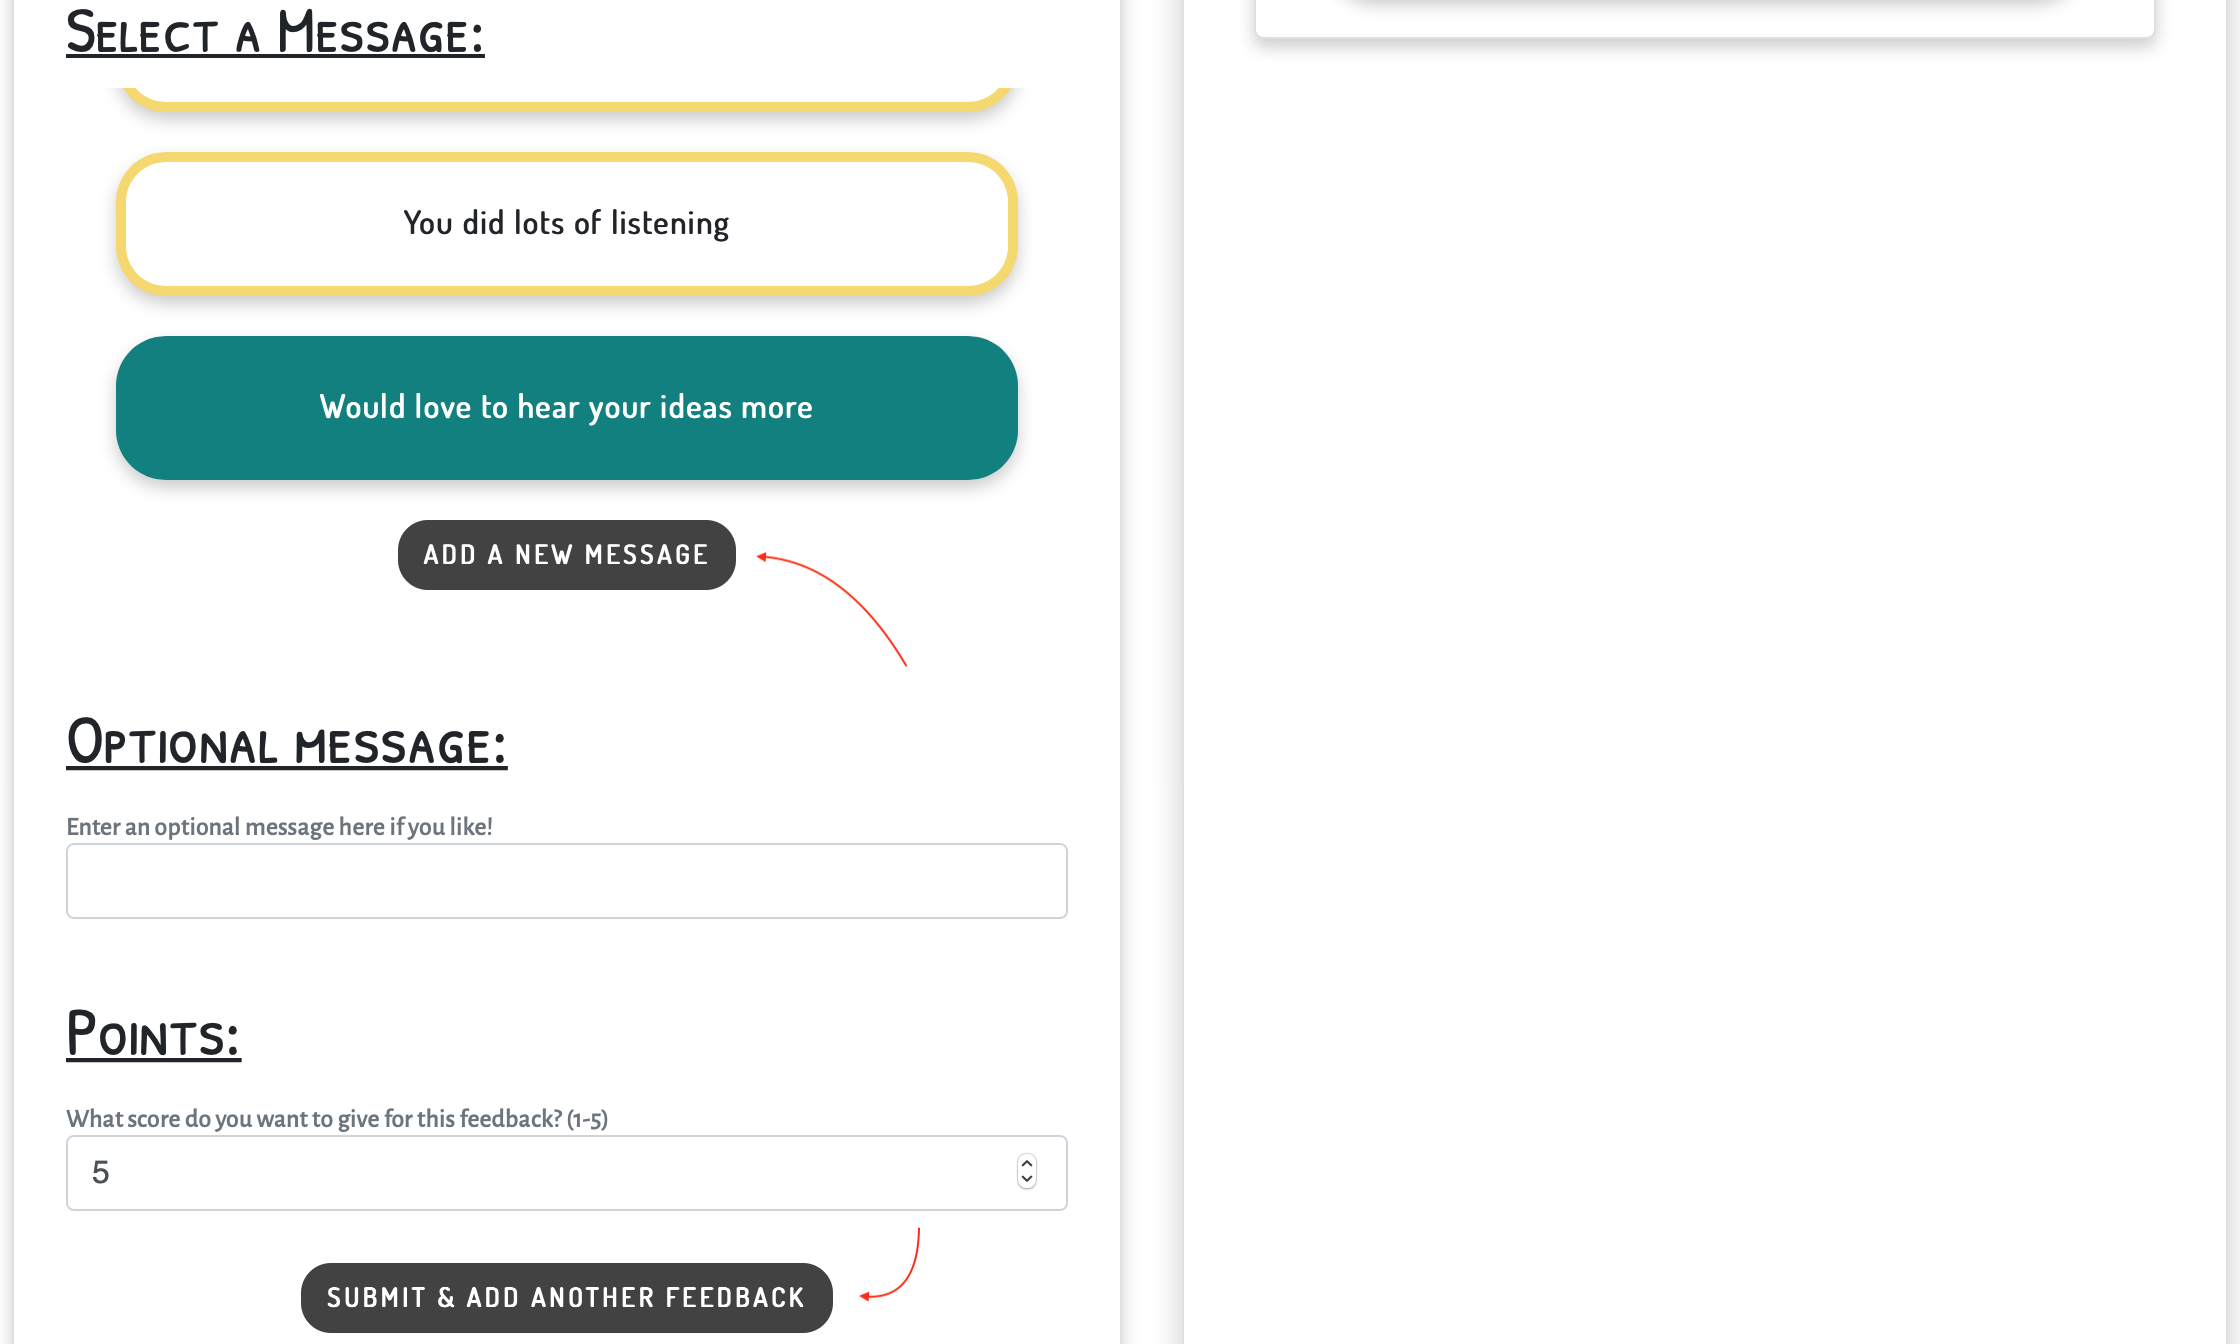 Select a Message:
You did lots of listening
Would love to hear your ideas more
ADD A NEW MESSAGE
Optional message:
Enter an optional message here if you like!
Points:
What score do you want to give for this feedback? (1-5)
5
SUBMIT & ADD ANOTHER FEEDBACK